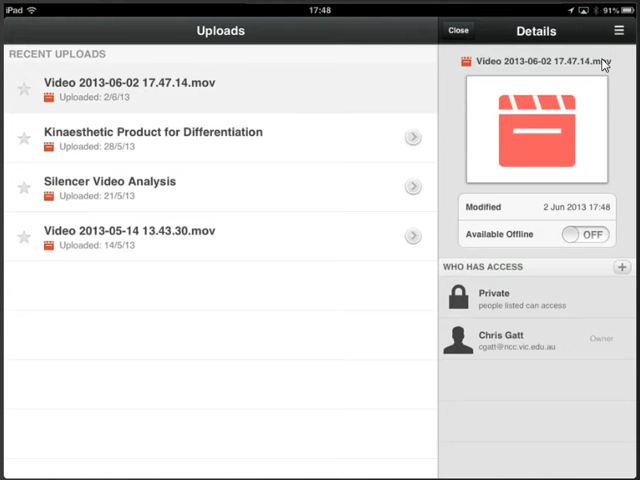 iPad 17:48 91%
Uploads
RECENT UPLOADS
Video 2013-06-02 17.47.14.mov
Uploaded: 2/6/13
Kinaesthetic Product for Differentiation
Uploaded: 28/5/13
Silencer Video Analysis
Uploaded: 21/5/13
Video 2013-05-14 13.43.30.mov
Uploaded: 14/5/13
Close Details
Video 2013-06-02 17.47.14.mov
Modified 2 Jun 2013 17:48
Available Offline OFF
WHO HAS ACCESS
Private
people listed can access
Chris Gatt Owner
cgatt@ncc.vic.edu.au